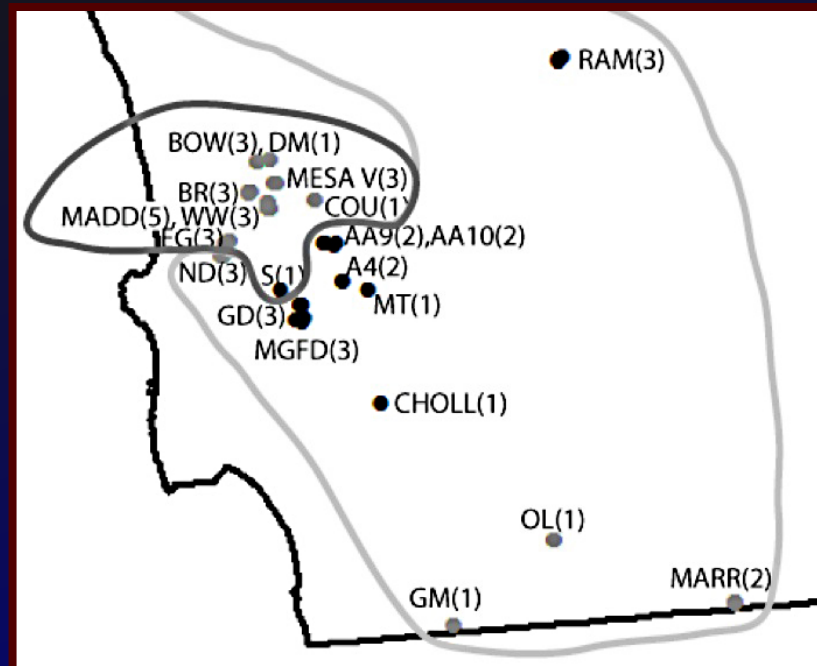 RAM(3)
BOW(3), DM(1)
MESA V(3)
BR(3)
COU(1)
MADD(5), WW(3)
FG(3)
AA9(2),AA10(2)
ND(3)
S(1)
A4(2)
MT(1)
GD(3)
MGFD(3)
CHOLL(1)
OL(1)
MARR(2)
GM(1)